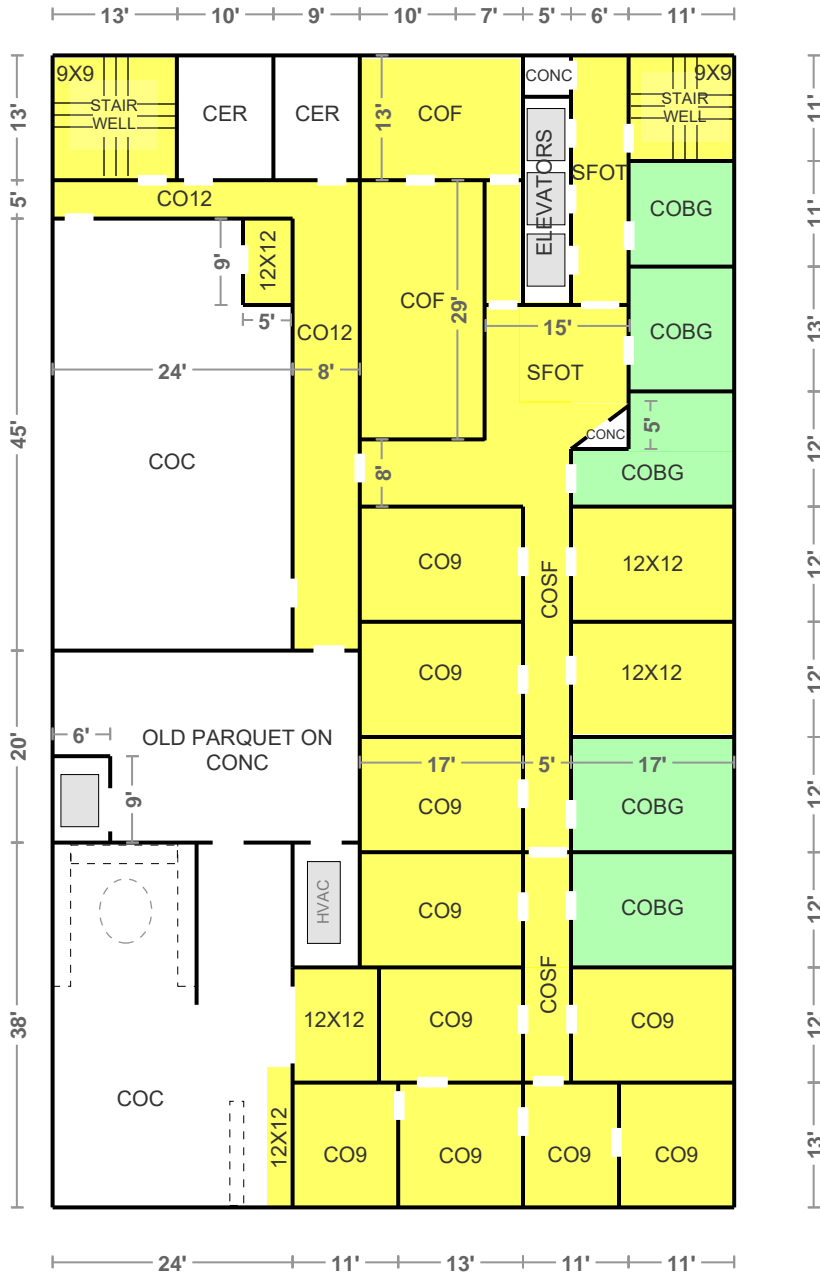 13'
10'
9'
10'
7'
5'
6'
11'
9X9
STAIR
WELL
CER
CER
13'
COF
CONC
ELEVATORS
SFOT
9X9
STAIR
WELL
13'
11'
5'
CO12
COBG
11'
9'
12X12
5'
CO12
COF
29'
15'
SFOT
COBG
13'
24'
8'
45'
COC
CONC
5'
COBG
12'
8'
CO9
COSF
12X12
12'
CO9
12X12
12'
20'
6'
OLD PARQUET ON
CONC
9'
17'
5'
17'
CO9
COBG
12'
HVAC
CO9
COBG
12'
38'
12X12
CO9
COSF
CO9
12'
COC
12X12
CO9
CO9
CO9
CO9
13'
24'
11'
13'
11'
11'